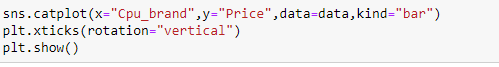 sns.catplot(x="Cpu_brand",y="Price",data=data,kind="bar")
plt.xticks(rotation="vertical")
plt.show()